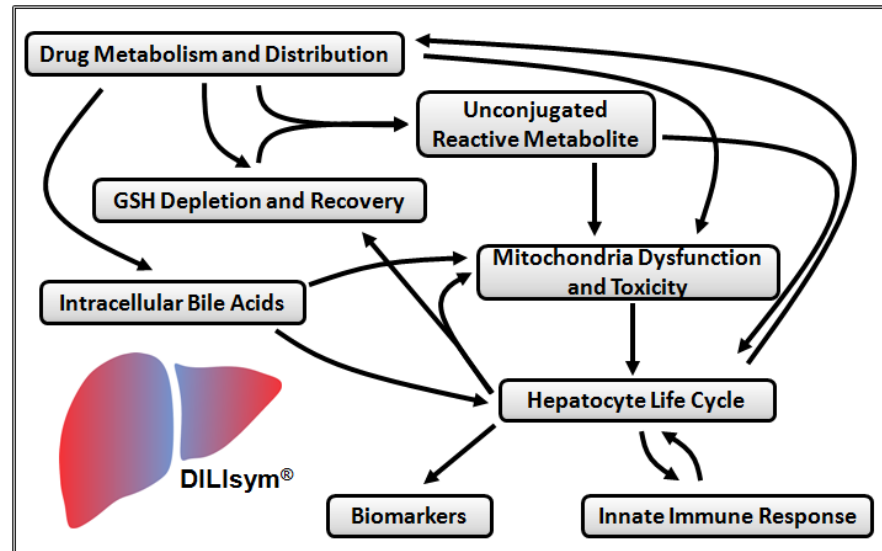 Drug Metabolism and Distribution
Unconjugated
Reactive Metabolite
GSH Depletion and Recovery
Mitochondria Dysfunction
and Toxicity
Intracellular Bile Acids
Hepatocyte Life Cycle
DILIsym®
Biomarkers
Innate Immune Response